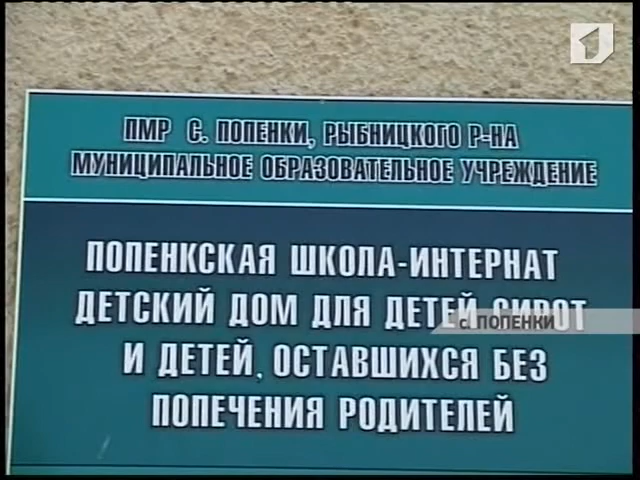 1
ПМР С. ПОПЕНКИ, РЫБНИЦКОГО Р-НА
МУНИЦИПАЛЬНОЕ ОБРАЗОВАТЕЛЬНОЕ УЧРЕЖДЕНИЕ
ПОПЕНКСКАЯ ШКОЛА-ИНТЕРНАТ
ДЕТСКИЙ ДОМ ДЛЯ ДЕТЕЙ СИРОТ
с. ПОПЕНКИ
И ДЕТЕЙ, ОСТАВШИХСЯ БЕЗ
ПОПЕЧЕНИЯ РОДИТЕЛЕЙ